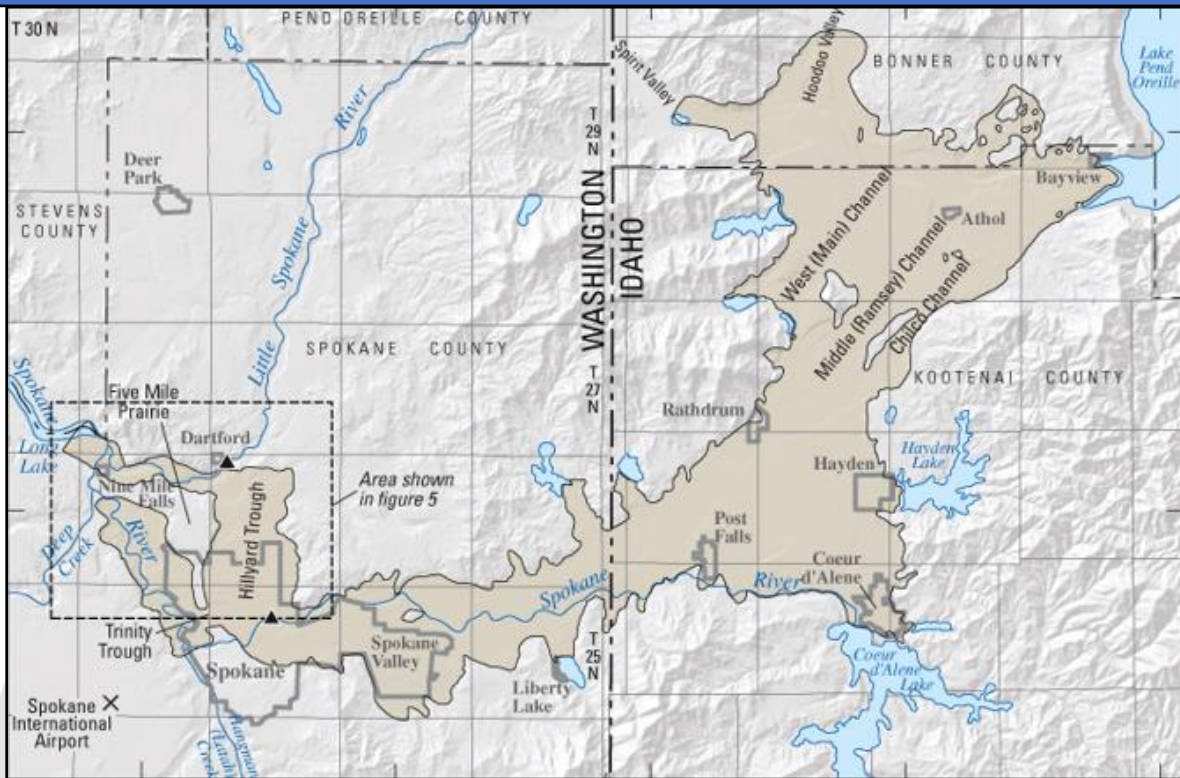 T 30 N
PEND OREILLE COUNTY
Spirit Valley
Hoodoo Valley
BONNER COUNTY
Lake
Pend
Oreille
River
T
29
N
Deer
Park
STEVENS
COUNTY
Bayview
WASHINGTON
IDAHO
West (Main) Channel
Athol
Middle (Ramsey) Channel
Chilco Channel
Little Spokane
SPOKANE COUNTY
T
27
N
KOOTENAI COUNTY
Spokane
Five Mile
Prairie
Rathdrum
Long
Lake
Dartford
Hayden
Lake
Nine Mile
Falls
Area shown
in figure 5
Hayden
Deep
Creek
River
Hillyard Trough
Post
Falls
Coeur
d'Alene
Spokane
River
Trinity
Trough
Spokane
Spokane
Valley
T
25
N
Liberty
Lake
Coeur
d'Alene
Lake
Spokane
International
Airport
Hangman
(Latah)
Creek